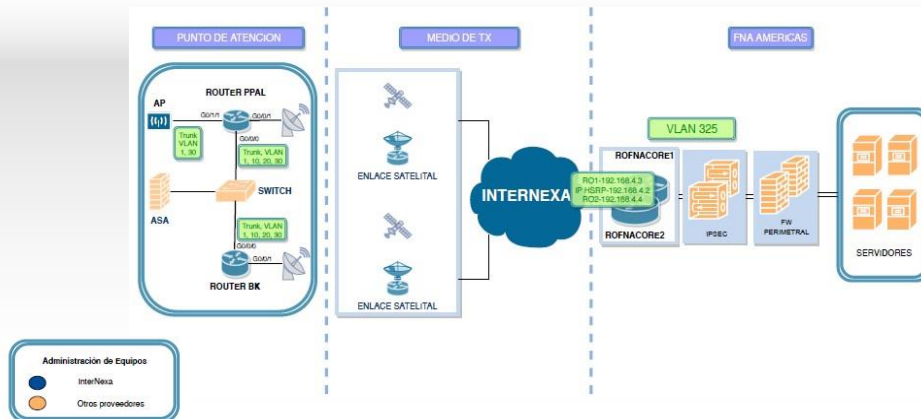 PUNTO DE ATENCION
MEDIO DE TX
FNA AMERICAS
ROUTER PPAL
AP
G0/1/1
G0/0/1
G0/0/0
Trunk
VLAN
1, 30
Trunk, VLAN
1, 10, 20, 30
SWITCH
ASA
Trunk, VLAN
1, 10, 20, 30
G0/0/0
G0/0/1
ROUTER BK
ENLACE SATELITAL
ENLACE SATELITAL
INTERNEXA
VLAN 325
ROFNACORE1
RO1-192.168.4.3
IP HSRP-192.168.4.2
RO2-192.168.4.4
ROFNACORE2
IPSEC
FW
PERIMETRAL
SERVIDORES
Administración de Equipos
InterNexa
Otros proveedores